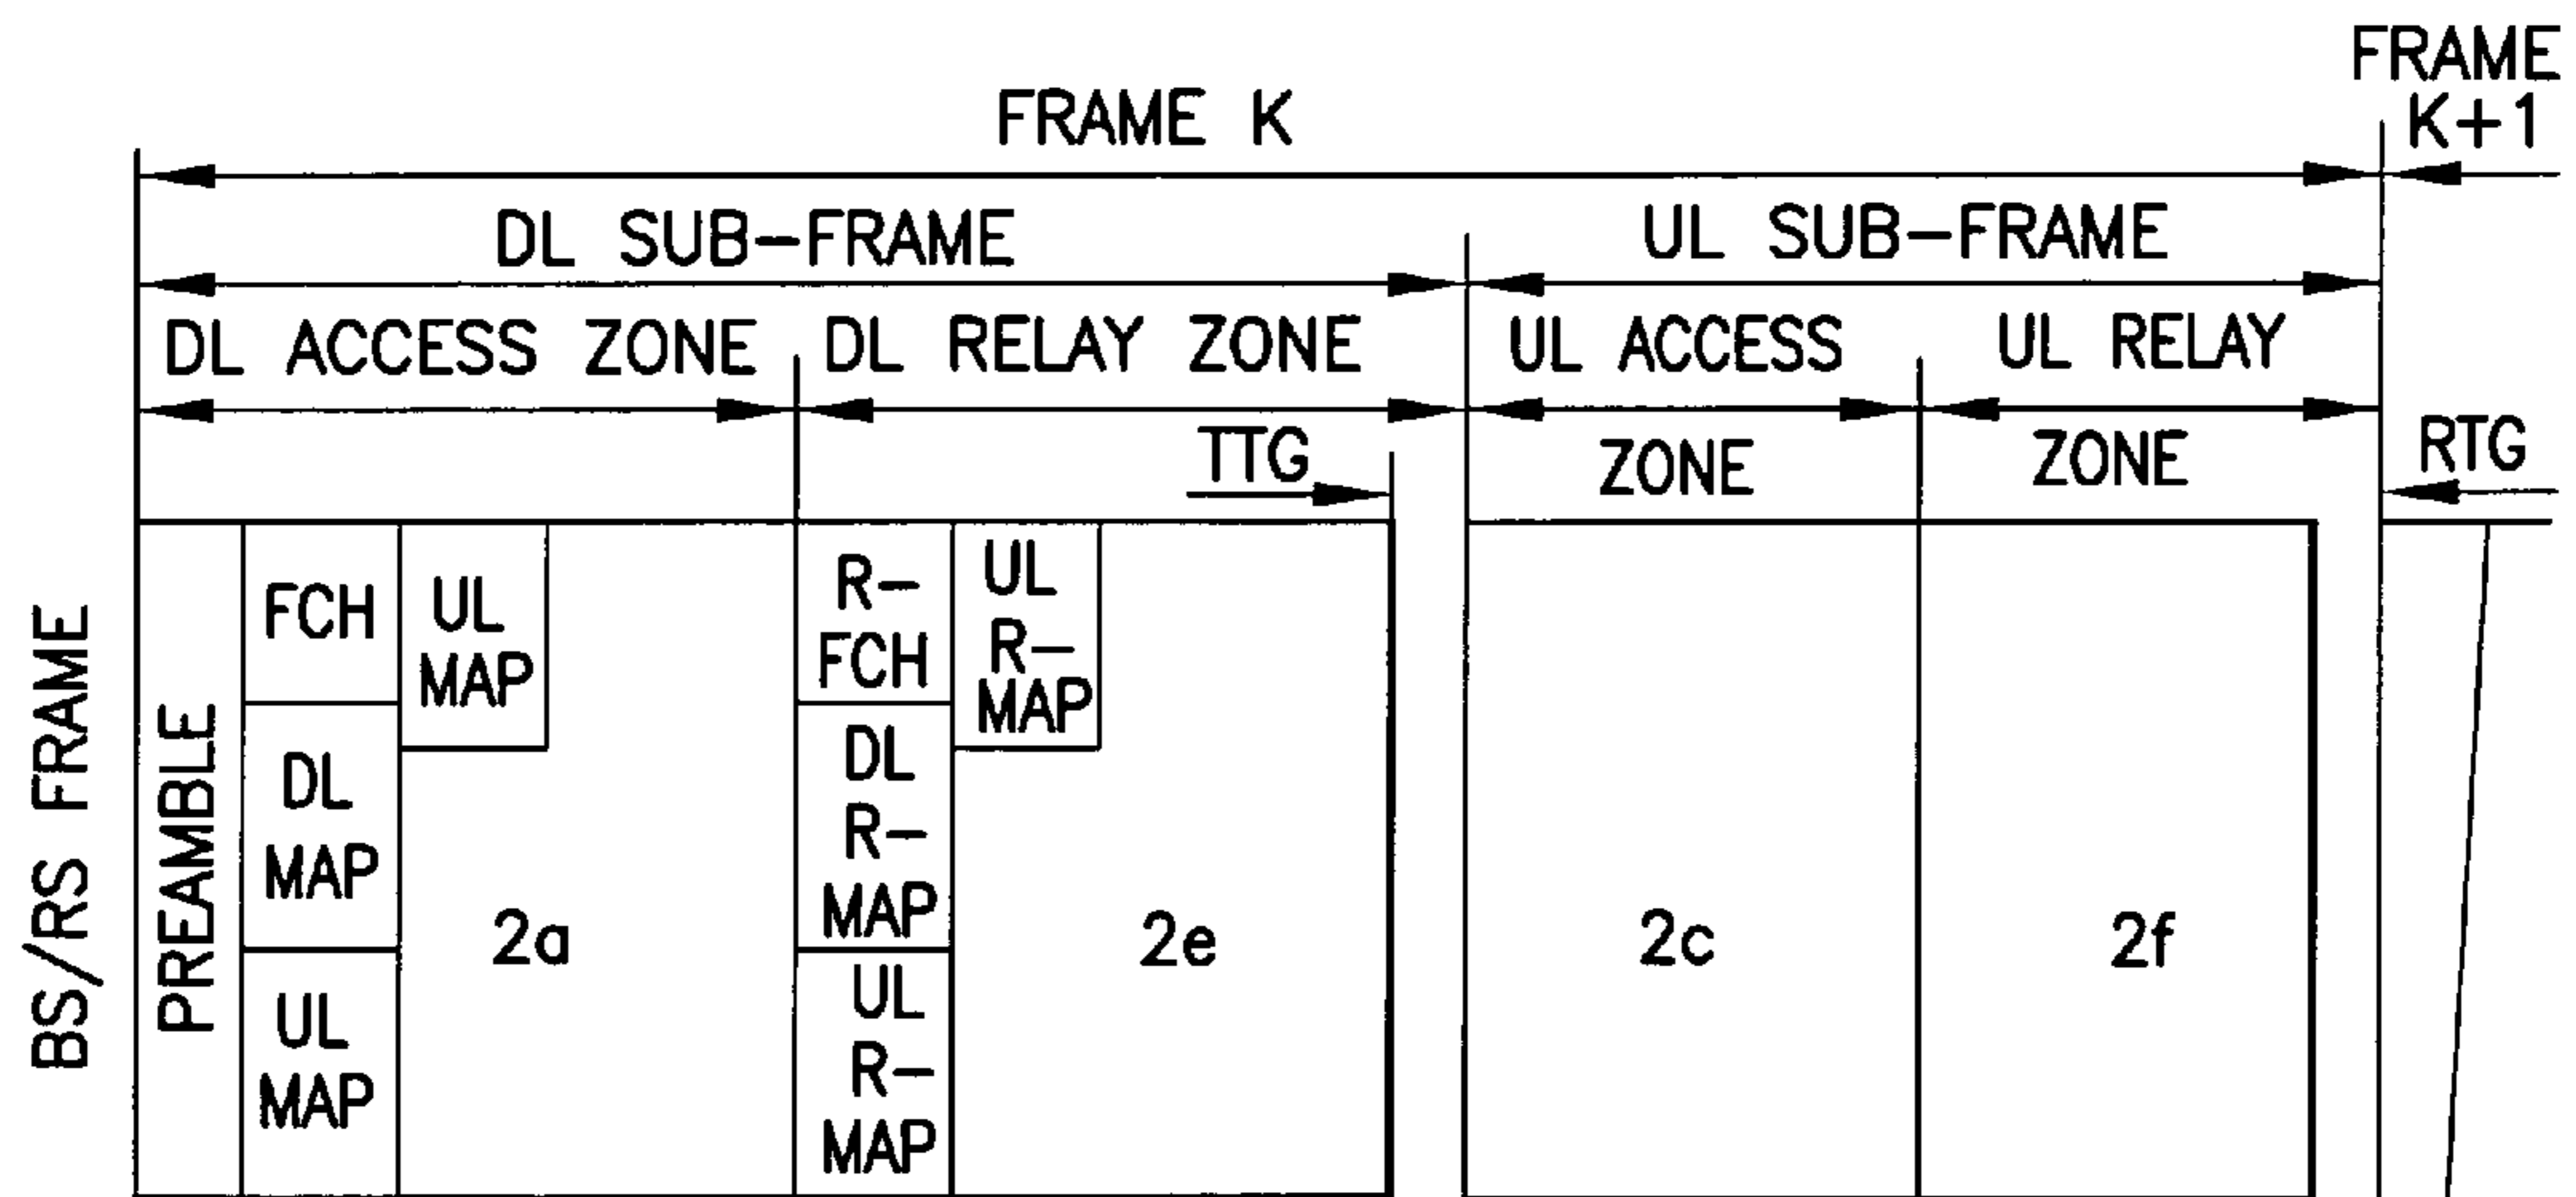 FRAME K
FRAME
K+1
DL SUB-FRAME
UL SUB-FRAME
DL ACCESS ZONE
DL RELAY ZONE
UL ACCESS
ZONE
UL RELAY
ZONE
TTG
RTG
BS/RS FRAME
PREAMBLE
FCH
DL
MAP
UL
MAP
UL
MAP
2a
R-
FCH
DL
R-
MAP
UL
R-
MAP
UL
R-
MAP
2e
2c
2f